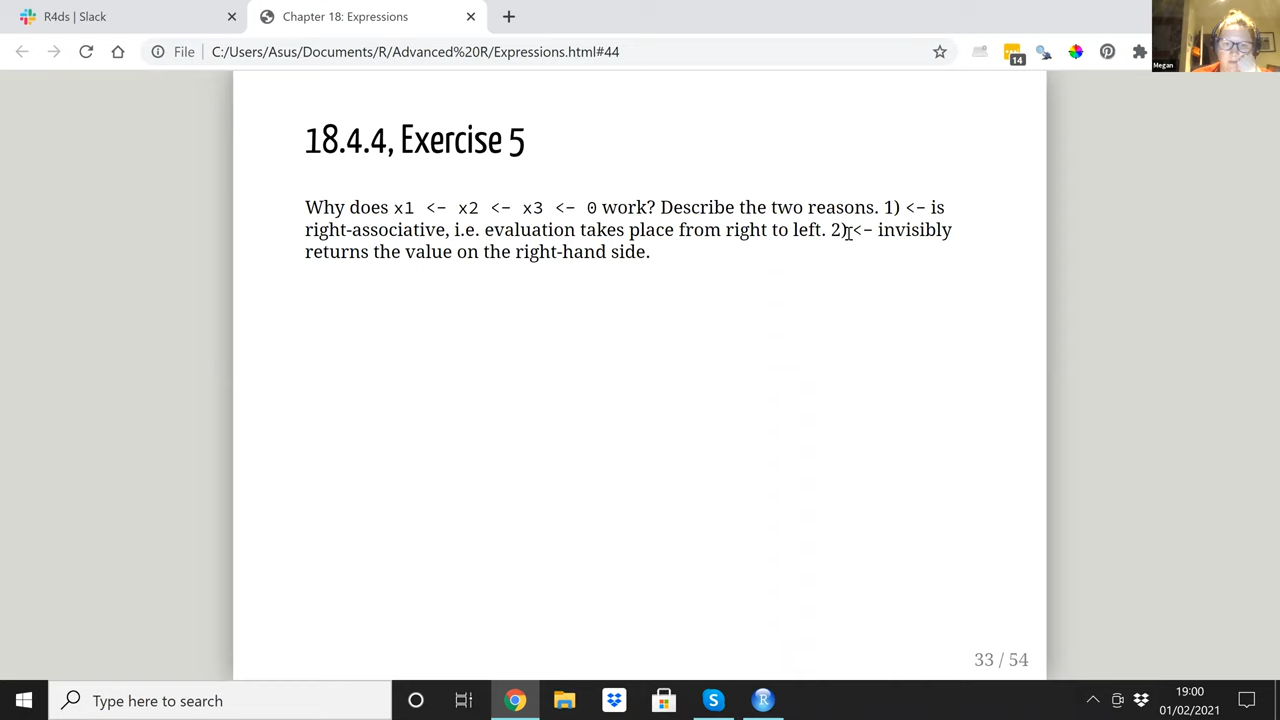 R4ds | Slack
Chapter 18: Expressions
File
C:/Users/Asus/Documents/R/Advanced%20R/Expressions.html#44
14
Megan
18.4.4, Exercise 5
Why does x1 <- x2 <- x3 <- 0 work? Describe the two reasons. 1) <- is
right-associative, i.e. evaluation takes place from right to left. 2) <- invisibly
returns the value on the right-hand side.
33 / 54
Type here to search
19:00
01/02/2021